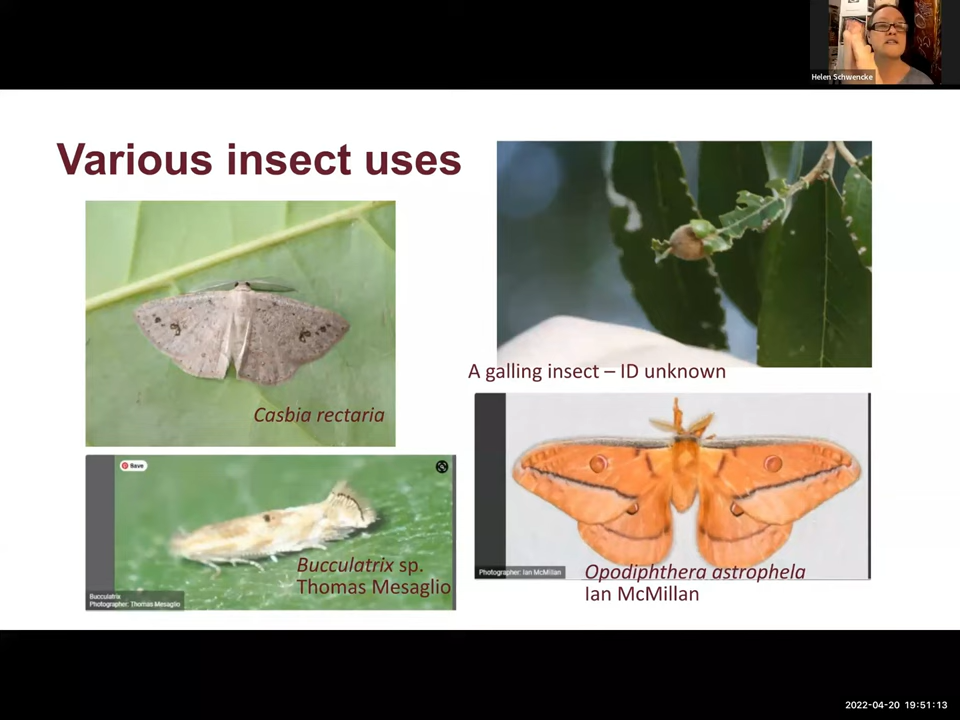 Helen Schwencke
Various insect uses
Casbia rectaria
A galling insect – ID unknown
Save
Bucculatrix sp.
Thomas Mesaglio
Bucculatrix
Photographer: Thomas Mesaglio
Photographer: Ian McMillan
Opodiphthera astrophela
Ian McMillan
2022-04-20 19:51:13